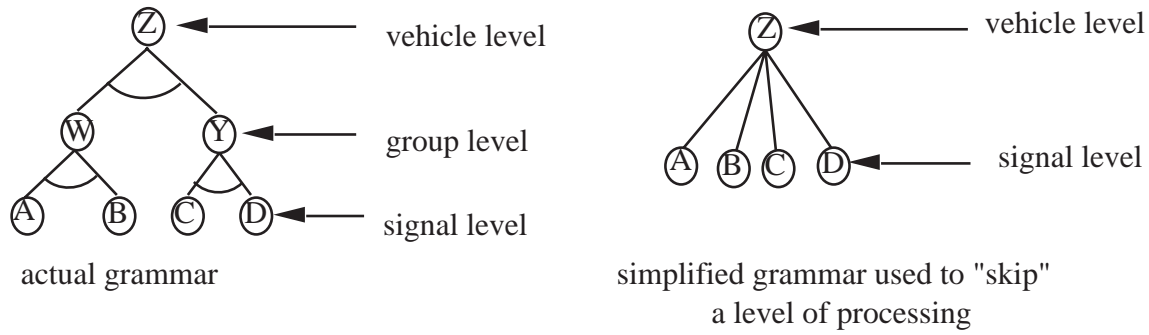 Z
vehicle level
W
Y
group level
A
B
C
D
signal level
actual grammar
Z
vehicle level
A
B
C
D
signal level
simplified grammar used to "skip"
a level of processing